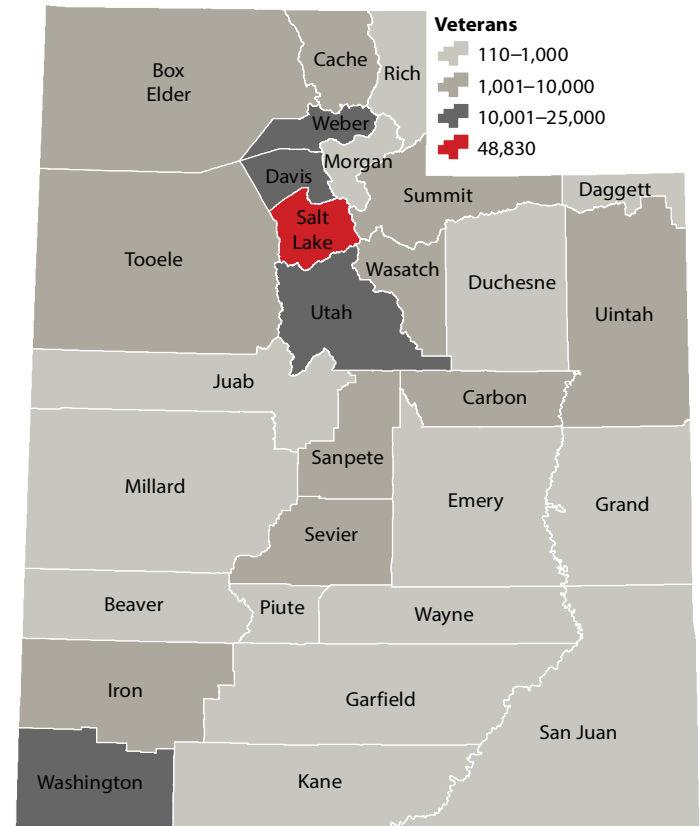 Veterans
110–1,000
1,001–10,000
10,001–25,000
48,830
Box
Elder
Cache
Rich
Weber
Morgan
Davis
Summit
Daggett
Salt
Lake
Tooele
Wasatch
Duchesne
Uintah
Utah
Juab
Carbon
Sanpete
Millard
Emery
Grand
Sevier
Beaver
Piute
Wayne
Iron
Garfield
San Juan
Washington
Kane